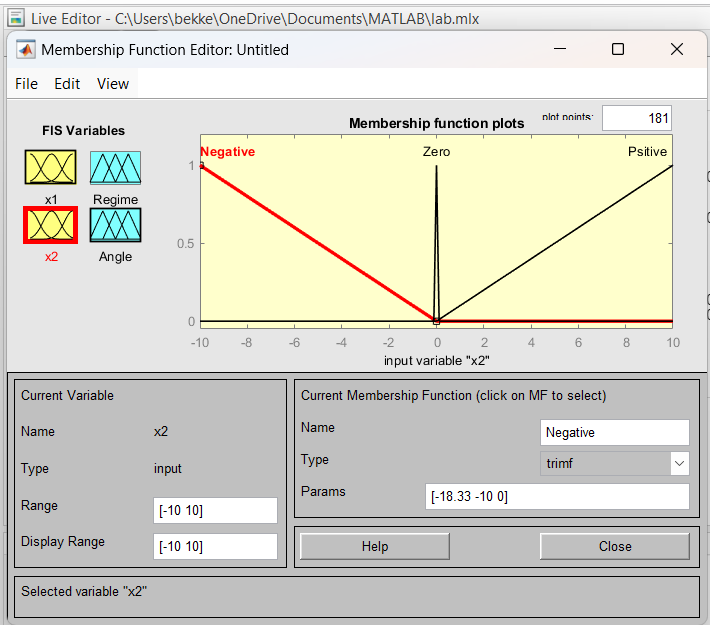 Live Editor - C:\Users\bekke\OneDrive\Documents\MATLAB\lab.mlx
Membership Function Editor: Untitled
File Edit View
FIS Variables
x1
Regime
x2
Angle
Membership function plots
plot points:
181
Negative
Zero
Psitive
1
0.5
0
-10 -8 -6 -4 -2 0 2 4 6 8 10
input variable "x2"
Current Variable
Name x2
Type input
Range [-10 10]
Display Range [-10 10]
Current Membership Function (click on MF to select)
Name Negative
Type trimf
Params [-18.33 -10 0]
Help Close
Selected variable "x2"